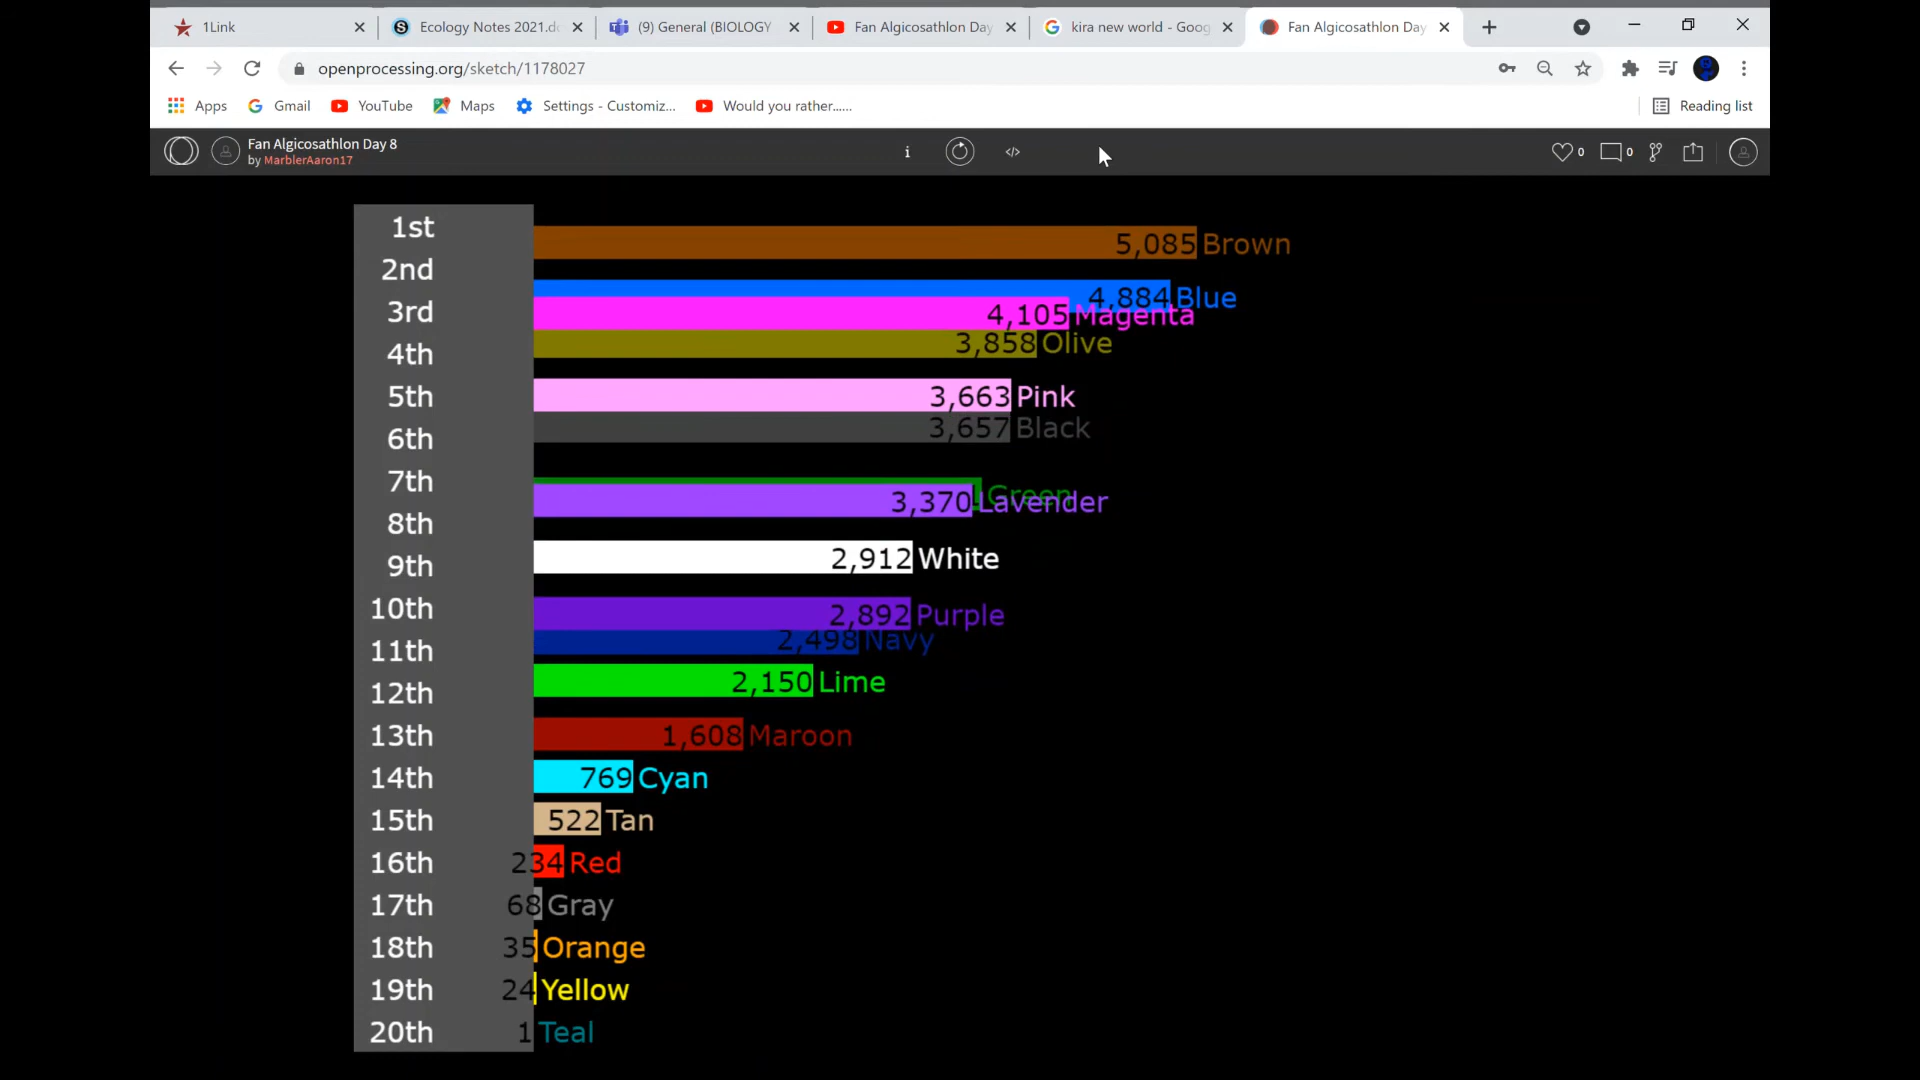 1Link
Ecology Notes 2021.dc
(9) General (BIOLOGY
Fan Algicosathlon Day
kira new world - Goog
Fan Algicosathlon Day
openprocessing.org/sketch/1178027
Apps
Gmail
YouTube
Maps
Settings - Customiz...
Would you rather......
Reading list
Fan Algicosathlon Day 8
by MarblerAaron17
i
</>
0
0
1st
5,085 Brown
2nd
4,884 Blue
3rd
4,105 Magenta
3,858 Olive
4th
5th
3,663 Pink
3,657 Black
6th
7th
Green
3,370 Lavender
8th
9th
2,912 White
10th
2,892 Purple
2,498 Navy
11th
12th
2,150 Lime
13th
1,608 Maroon
14th
769 Cyan
15th
522 Tan
16th
234 Red
17th
68 Gray
18th
35 Orange
19th
24 Yellow
20th
1 Teal